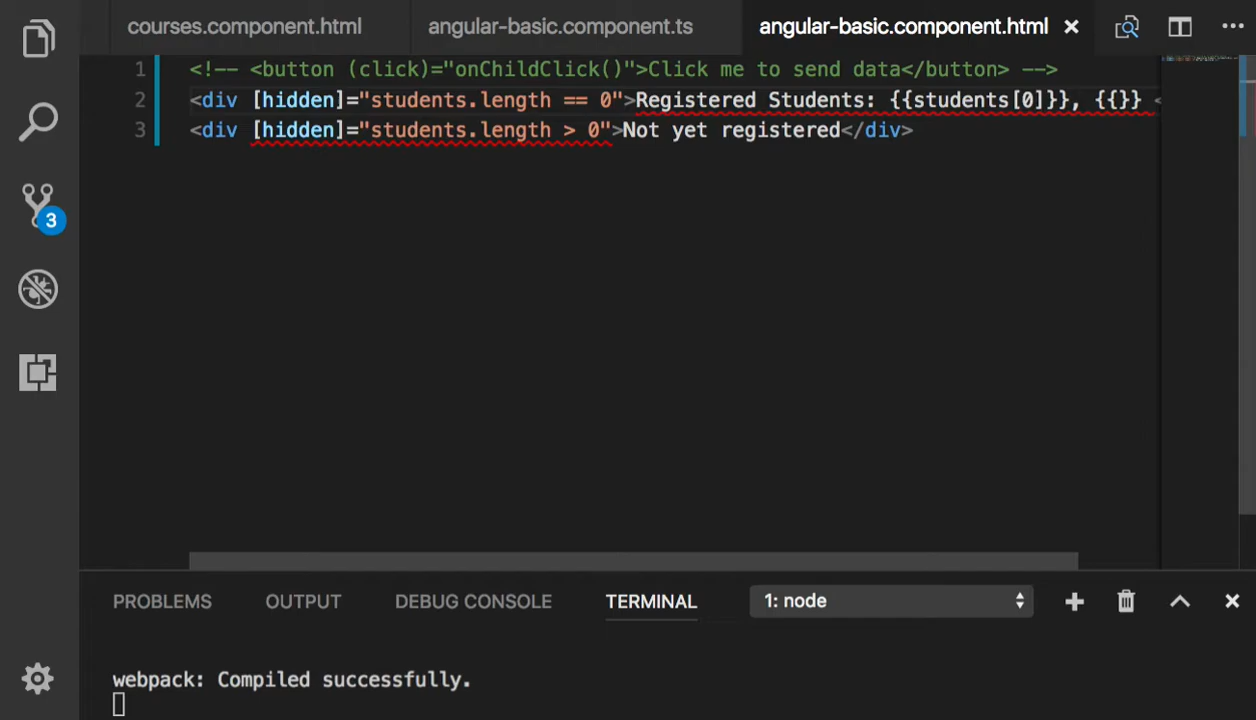 courses.component.html angular-basic.component.ts angular-basic.component.html
1 <!-- <button (click)="onChildClick()">Click me to send data</button> -->
2 <div [hidden]="students.length == 0">Registered Students: {{students[0]}}, {{}} <
3 <div [hidden]="students.length > 0">Not yet registered</div>
3
PROBLEMS OUTPUT DEBUG CONSOLE TERMINAL 1: node
webpack: Compiled successfully.